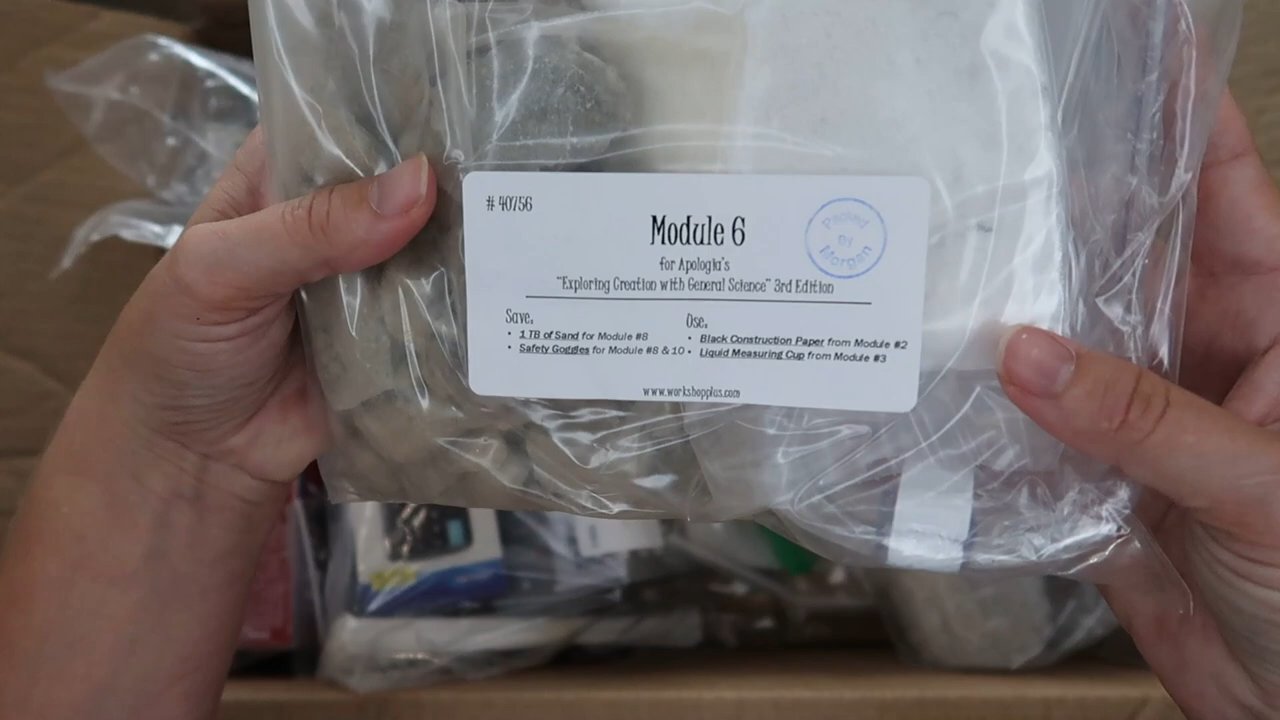 # 40756
Module 6
Packed
BY
Morgan
for Apologia's
"Exploring Creation with General Science" 3rd Edition
Save:
• 1 TB of Sand for Module #8
• Safety Goggles for Module #8 & 10
Use:
• Black Construction Paper from Module #2
• Liquid Measuring Cup from Module #3
www.workshopplus.com